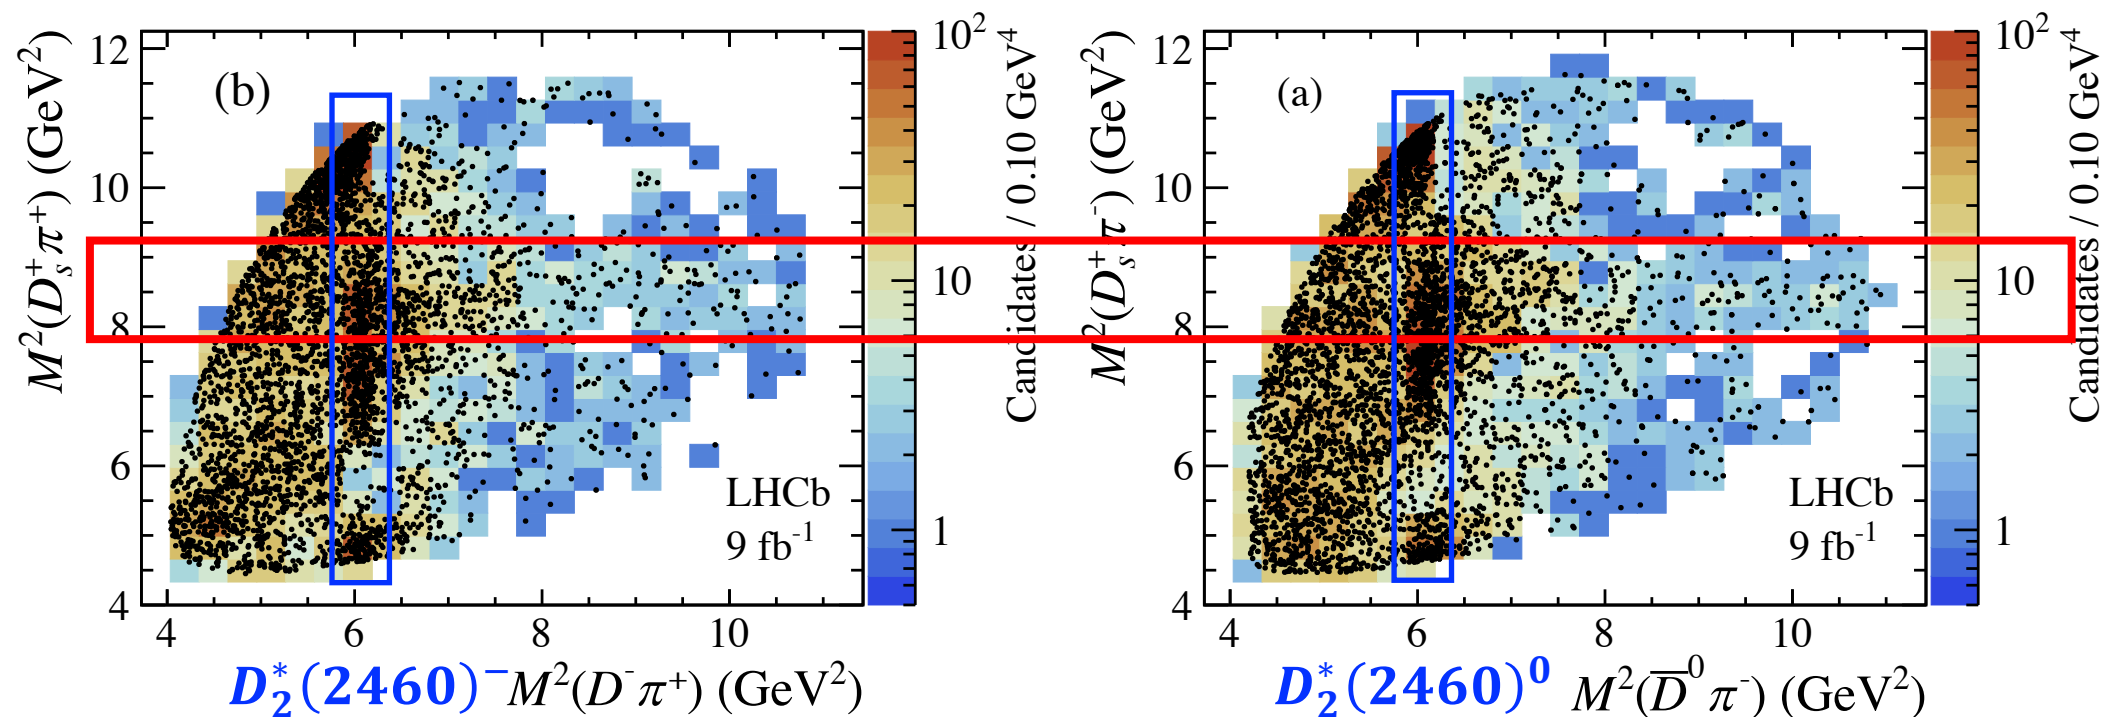 (b)
LHCb
9 fb⁻¹
M²(Dₛ⁺π⁺) (GeV²)
12
10
8
6
4
4 6 8 10
D₂*(2460)⁻ M²(D⁻π⁺) (GeV²)
10²
10
1
Candidates / 0.10 GeV⁴
(a)
LHCb
9 fb⁻¹
M²(Dₛ⁺π⁻) (GeV²)
12
10
8
6
4
4 6 8 10
D₂*(2460)⁰ M²(D̅⁰π⁻) (GeV²)
10²
10
1
Candidates / 0.10 GeV⁴